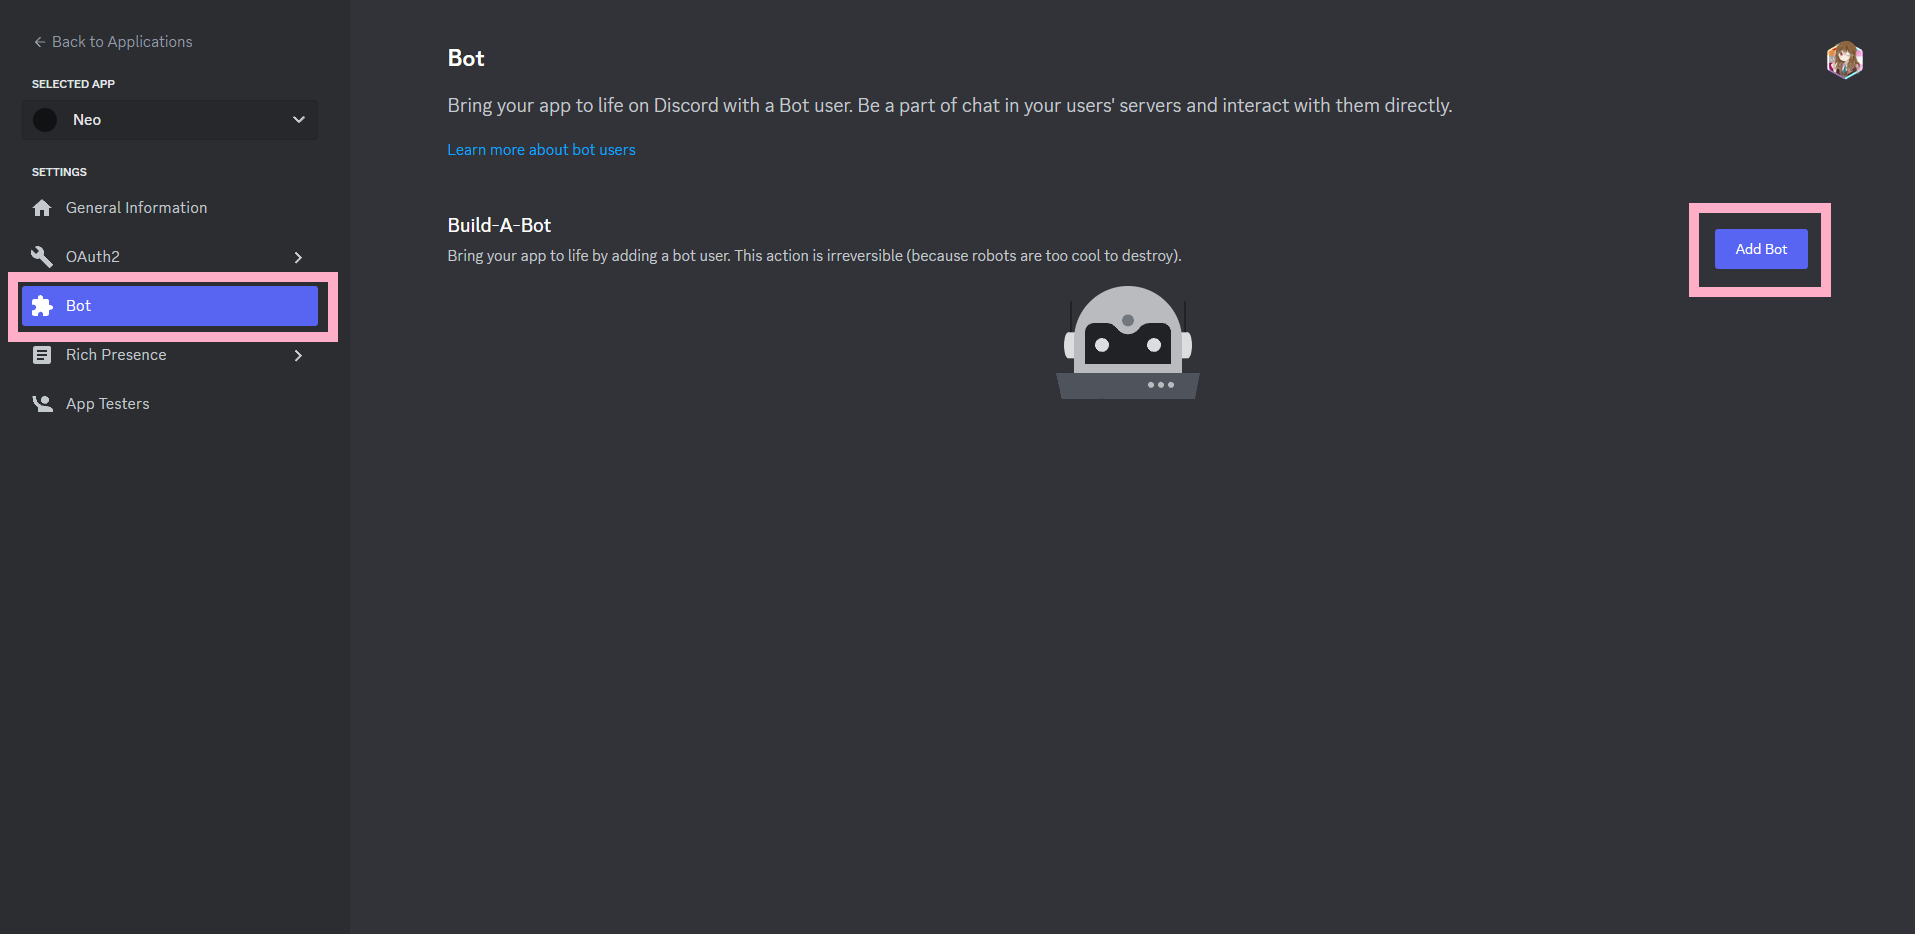 Back to Applications
SELECTED APP
Neo
SETTINGS
General Information
OAuth2
Bot
Rich Presence
App Testers
Bot
Bring your app to life on Discord with a Bot user. Be a part of chat in your users' servers and interact with them directly.
Learn more about bot users
Build-A-Bot
Bring your app to life by adding a bot user. This action is irreversible (because robots are too cool to destroy).
Add Bot